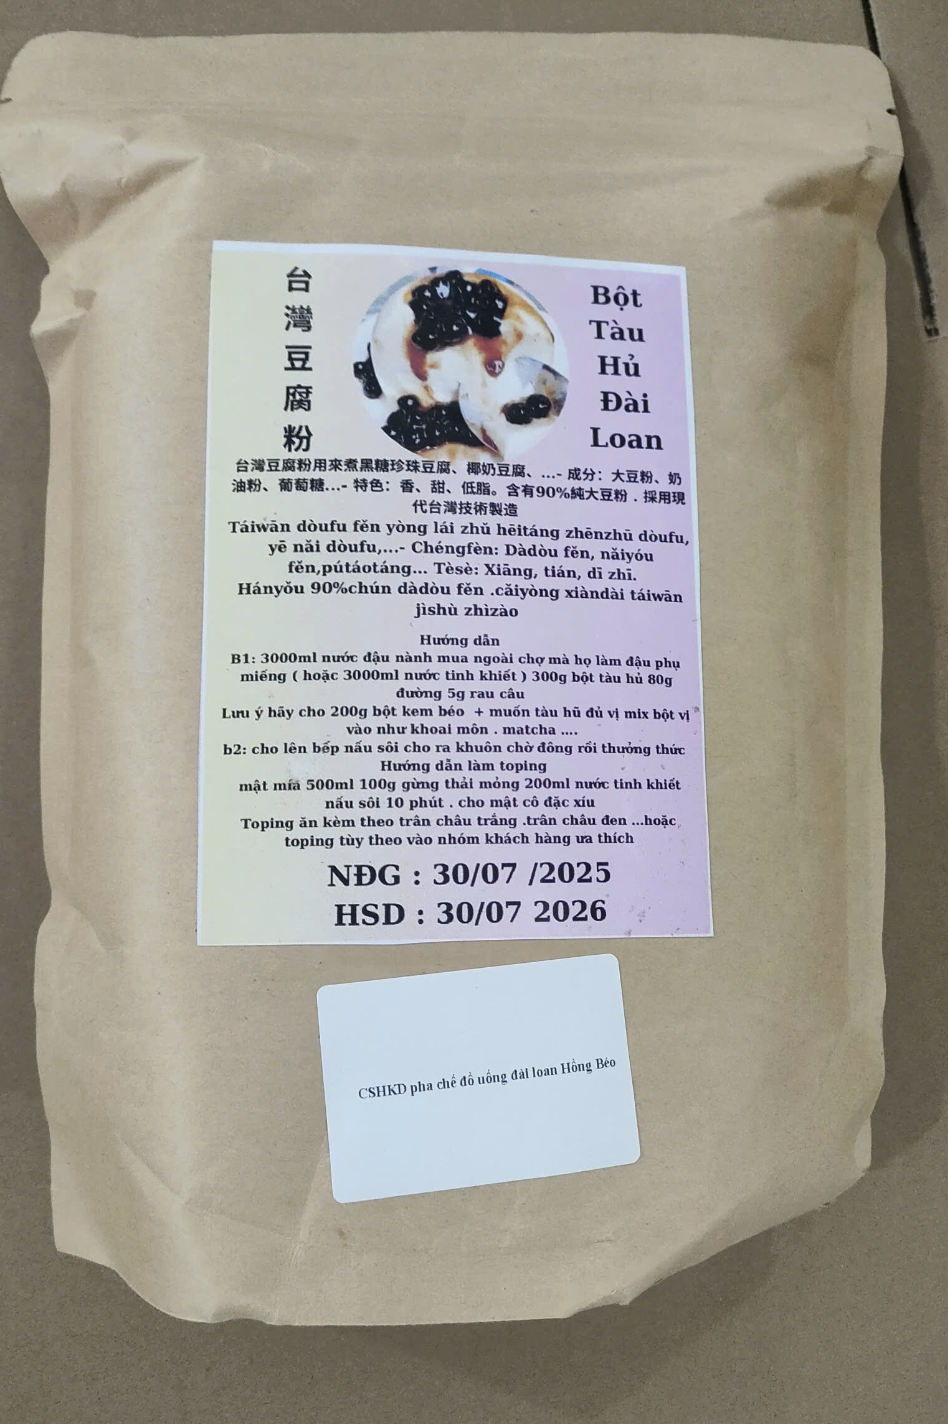 台灣豆腐粉
Bột
Tàu
Hủ
Đài
Loan
台灣豆腐粉用來煮黑糖珍珠豆腐、椰奶豆腐、...- 成分：大豆粉、奶
油粉、葡萄糖...- 特色：香、甜、低脂。含有90%純大豆粉．採用現
代台灣技術製造
Táiwān dòufu fěn yòng lái zhǔ hēitáng zhēnzhū dòufu,
yē nǎi dòufu,...- Chéngfèn: Dàdòu fěn, nǎiyóu
fěn,pútáotáng... Tèsè: Xiāng, tián, dī zhī.
Hányǒu 90%chún dàdòu fěn .cǎiyòng xiàndài táiwān
jìshù zhìzào
Hướng dẫn
B1: 3000ml nước đậu nành mua ngoài chợ mà họ làm đậu phụ
miếng ( hoặc 3000ml nước tinh khiết ) 300g bột tàu hủ 80g
đường 5g rau câu
Lưu ý hãy cho 200g bột kem béo + muốn tàu hũ đủ vị mix bột vị
vào như khoai môn . matcha ....
b2: cho lên bếp nấu sôi cho ra khuôn chờ đông rồi thưởng thức
Hướng dẫn làm toping
mật mía 500ml 100g gừng thải mỏng 200ml nước tinh khiết
nấu sôi 10 phút . cho mật cô đặc xíu
Toping ăn kèm theo trân châu trắng .trân châu đen ...hoặc
toping tùy theo vào nhóm khách hàng ưa thích
NĐG : 30/07 /2025
HSD : 30/07 2026
CSHKD pha chế đồ uống đài loan Hồng Béo